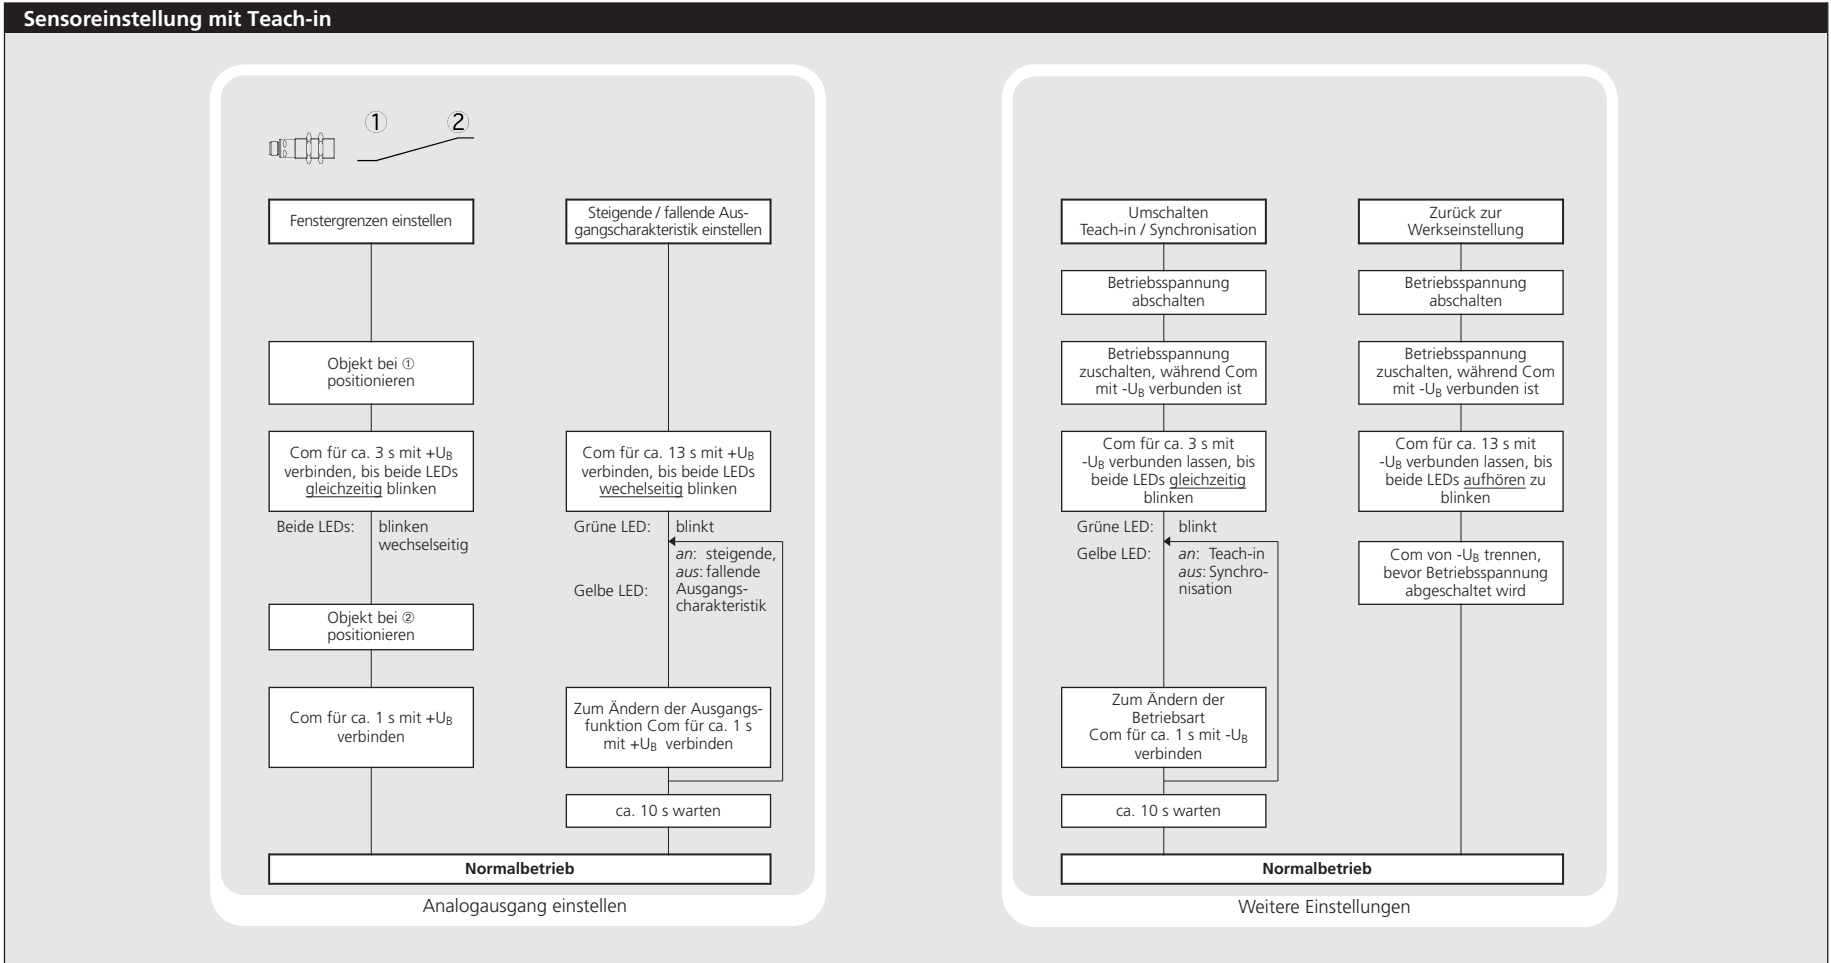 Sensoreinstellung mit Teach-in
① ②
Fenstergrenzen einstellen
Objekt bei ①
positionieren
Com für ca. 3 s mit +UB
verbinden, bis beide LEDs
gleichzeitig blinken
Beide LEDs: blinken
wechselseitig
Objekt bei ②
positionieren
Com für ca. 1 s mit +UB
verbinden
Steigende / fallende Aus-
gangscharakteristik einstellen
Com für ca. 13 s mit +UB
verbinden, bis beide LEDs
wechelseitig blinken
Grüne LED: blinkt
an: steigende,
aus: fallende
Gelbe LED: Ausgangs-
charakteristik
Zum Ändern der Ausgangs-
funktion Com für ca. 1 s
mit +UB verbinden
ca. 10 s warten
Normalbetrieb
Analogausgang einstellen
Umschalten
Teach-in / Synchronisation
Betriebsspannung
abschalten
Betriebsspannung
zuschalten, während Com
mit -UB verbunden ist
Com für ca. 3 s mit
-UB verbunden lassen, bis
beide LEDs gleichzeitig
blinken
Grüne LED: blinkt
Gelbe LED: an: Teach-in
aus: Synchro-
nisation
Zum Ändern der
Betriebsart
Com für ca. 1 s mit -UB
verbinden
ca. 10 s warten
Zurück zur
Werkseinstellung
Betriebsspannung
abschalten
Betriebsspannung
zuschalten, während Com
mit -UB verbunden ist
Com für ca. 13 s mit
-UB verbunden lassen, bis
beide LEDs aufhören zu
blinken
Com von -UB trennen,
bevor Betriebsspannung
abgeschaltet wird
Normalbetrieb
Weitere Einstellungen